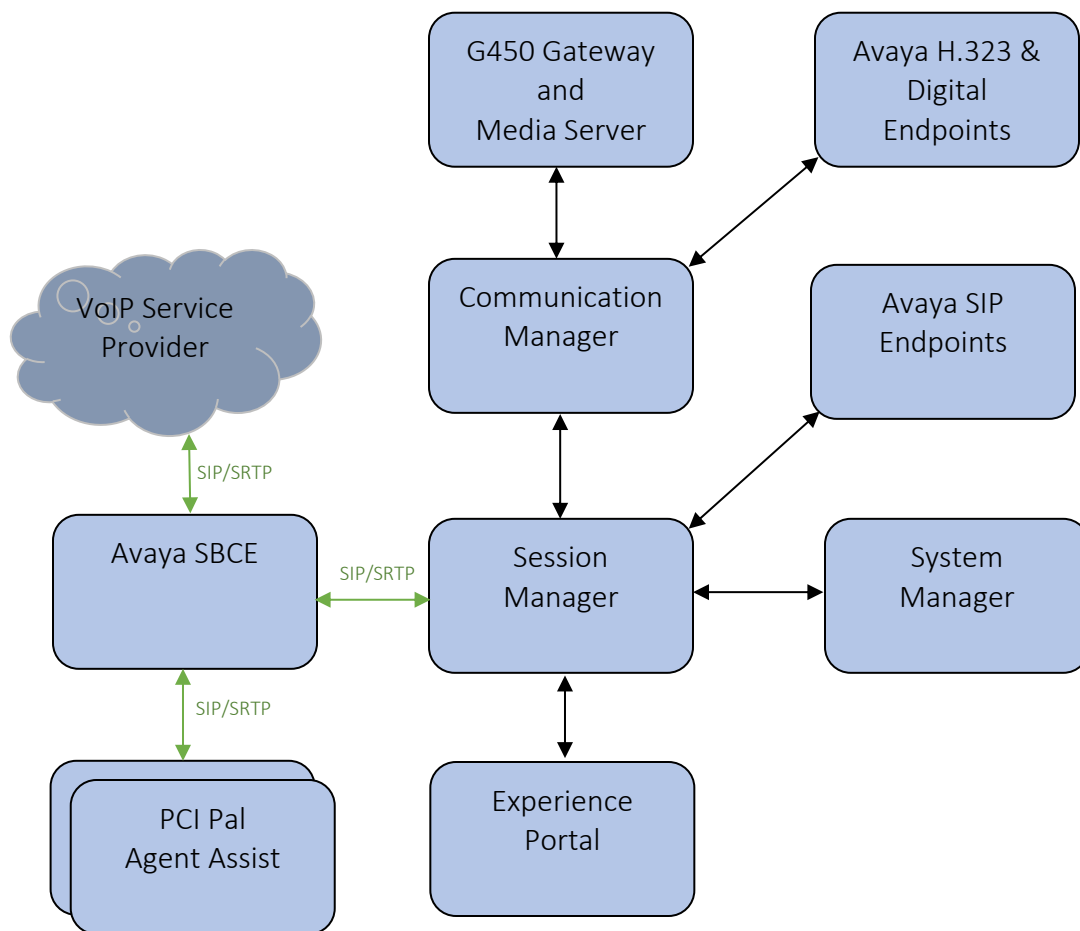 G450 Gateway
and
Media Server
Avaya H.323 &
Digital
Endpoints
VoIP Service
Provider
Communication
Manager
Avaya SIP
Endpoints
SIP/SRTP
Avaya SBCE
SIP/SRTP
Session
Manager
System
Manager
SIP/SRTP
PCI Pal
Agent Assist
Experience
Portal